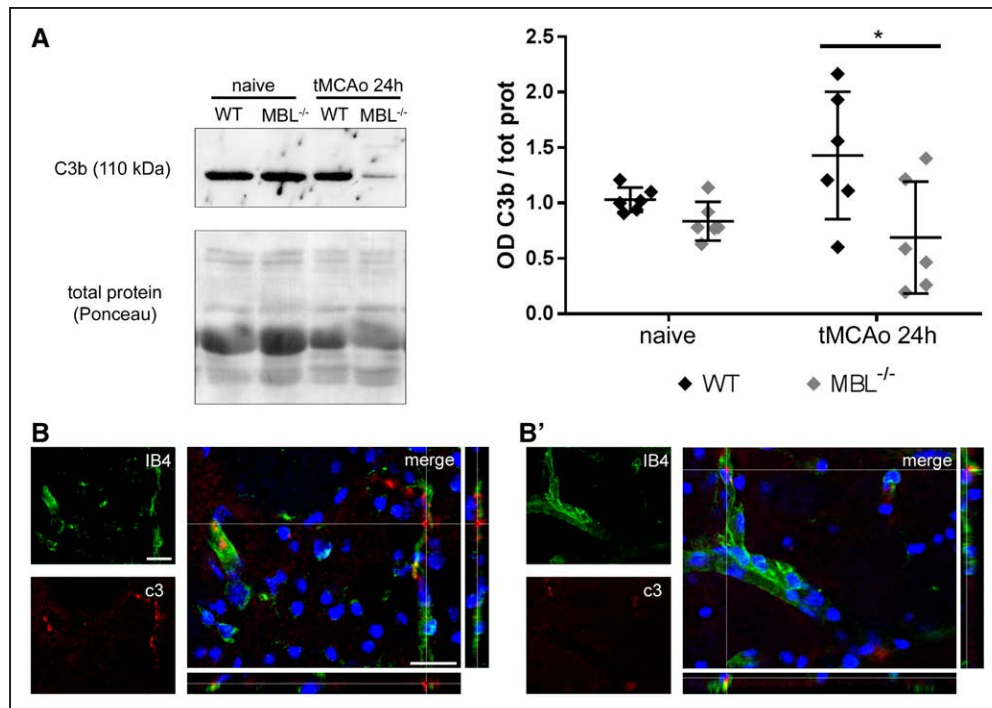 A
naive tMCAo 24h
WT MBL-/- WT MBL-/-
C3b (110 kDa)
total protein
(Ponceau)
OD C3b / tot prot
2.5
2.0
1.5
1.0
0.5
0.0
*
naive tMCAo 24h
WT MBL-/-
B
IB4
c3
merge
B'
IB4
c3
merge